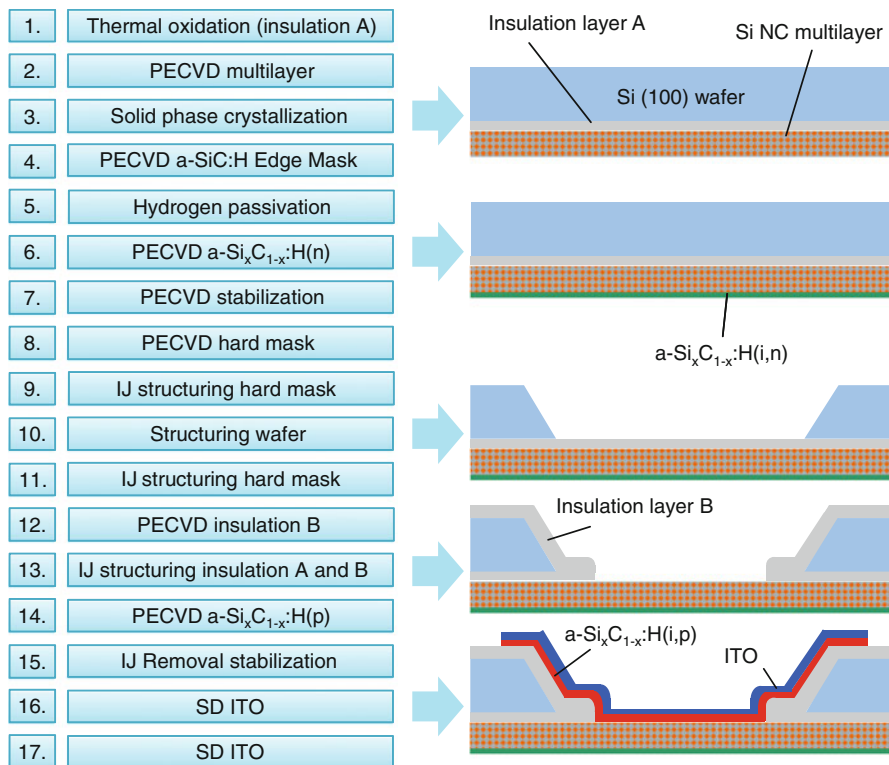 1. Thermal oxidation (insulation A)
2. PECVD multilayer
3. Solid phase crystallization
4. PECVD a-SiC:H Edge Mask
5. Hydrogen passivation
6. PECVD a-SiₓC₁₋ₓ:H(n)
7. PECVD stabilization
8. PECVD hard mask
9. IJ structuring hard mask
10. Structuring wafer
11. IJ structuring hard mask
12. PECVD insulation B
13. IJ structuring insulation A and B
14. PECVD a-SiₓC₁₋ₓ:H(p)
15. IJ Removal stabilization
16. SD ITO
17. SD ITO
Insulation layer A
Si NC multilayer
Si (100) wafer
a-SiₓC₁₋ₓ:H(i,n)
Insulation layer B
a-SiₓC₁₋ₓ:H(i,p)
ITO